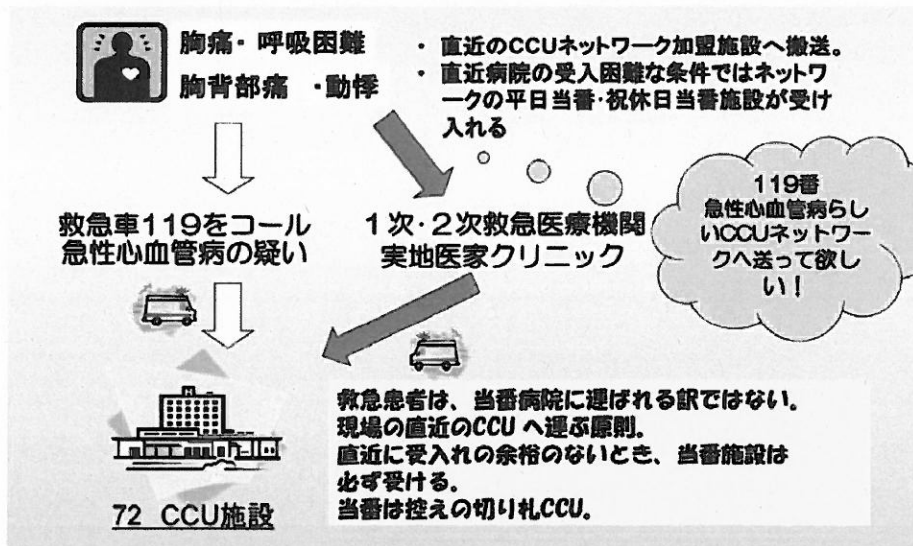 胸痛・呼吸困難
胸背部痛 ・動悸
・ 直近のCCUネットワーク加盟施設へ搬送。
・ 直近病院の受入困難な条件ではネットワ
ークの平日当番・祝休日当番施設が受け
入れる
救急車119をコール
急性心血管病の疑い
1次・2次救急医療機関
実地医家クリニック
119番
急性心血管病らし
いCCUネットワー
クへ送って欲し
い！
救急患者は、当番病院に運ばれる訳ではない。
現場の直近のCCU へ運ぶ原則。
直近に受入れの余裕のないとき、当番施設は
必ず受ける。
当番は控えの切り札CCU。
H
72 CCU施設